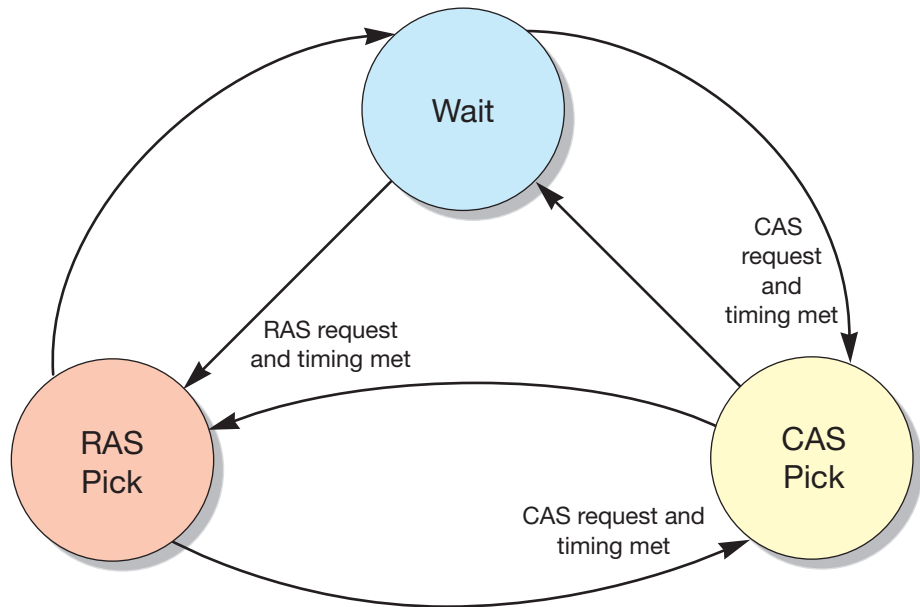 Wait
CAS
request
and
timing met
RAS request
and timing met
RAS
Pick
CAS
Pick
CAS request and
timing met